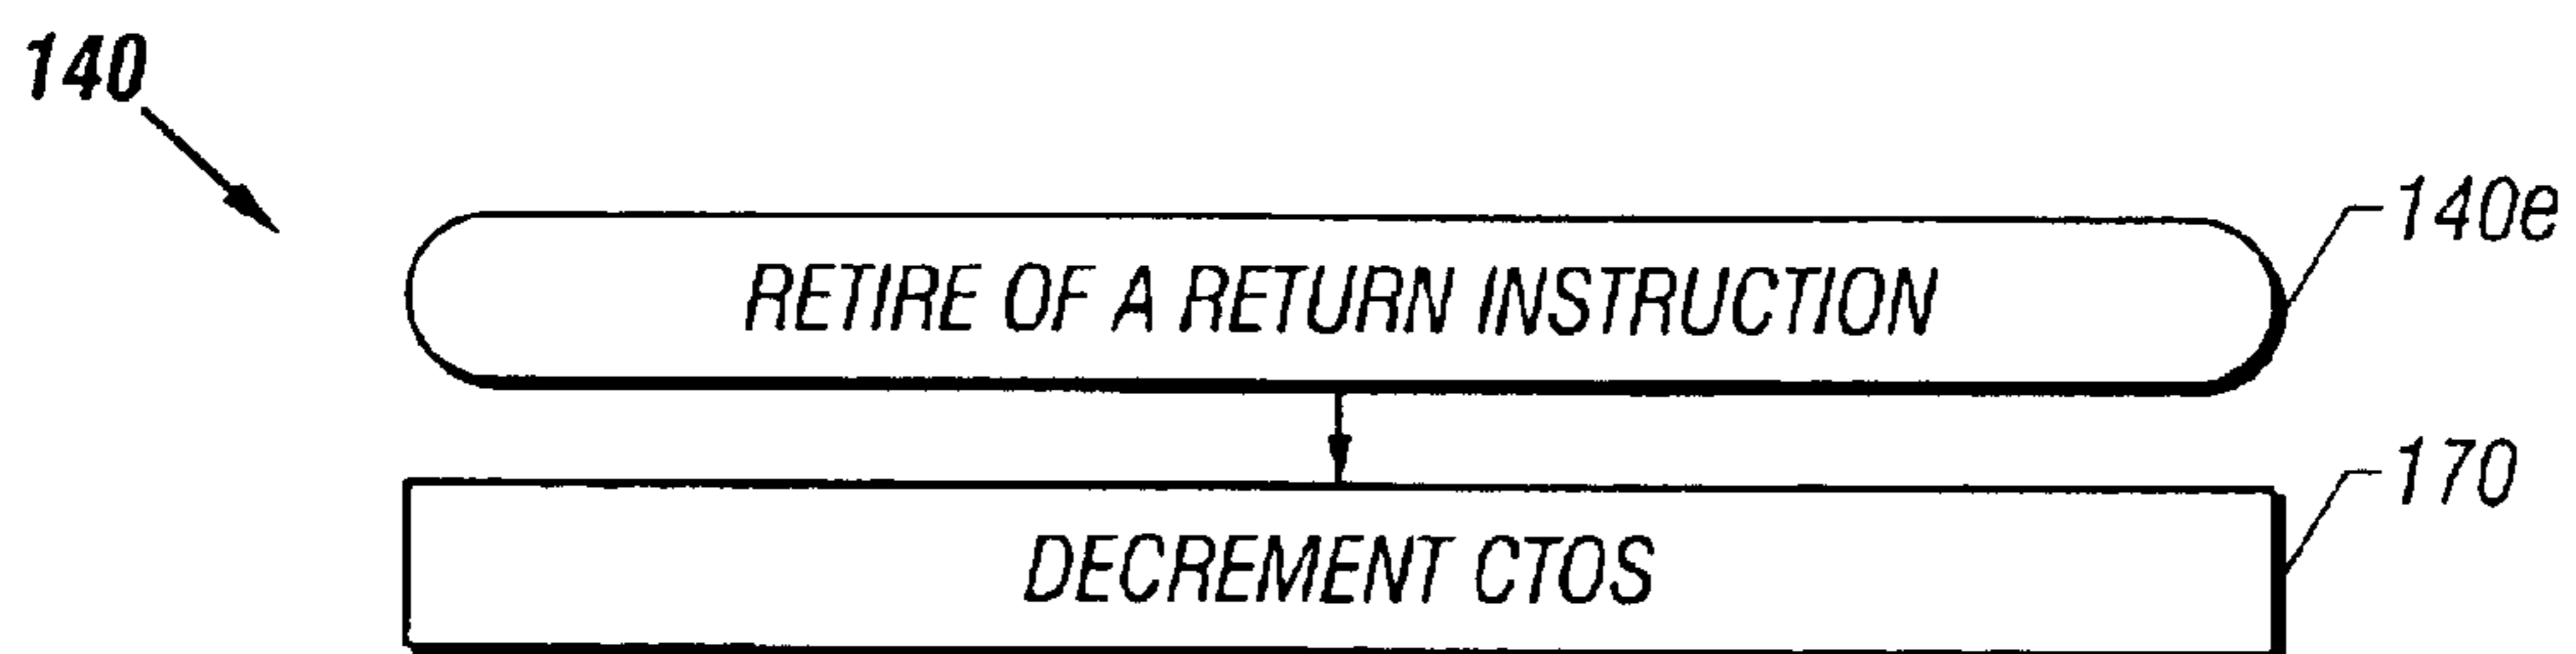 140
RETIRE OF A RETURN INSTRUCTION
140e
DECREMENT CTOS
170